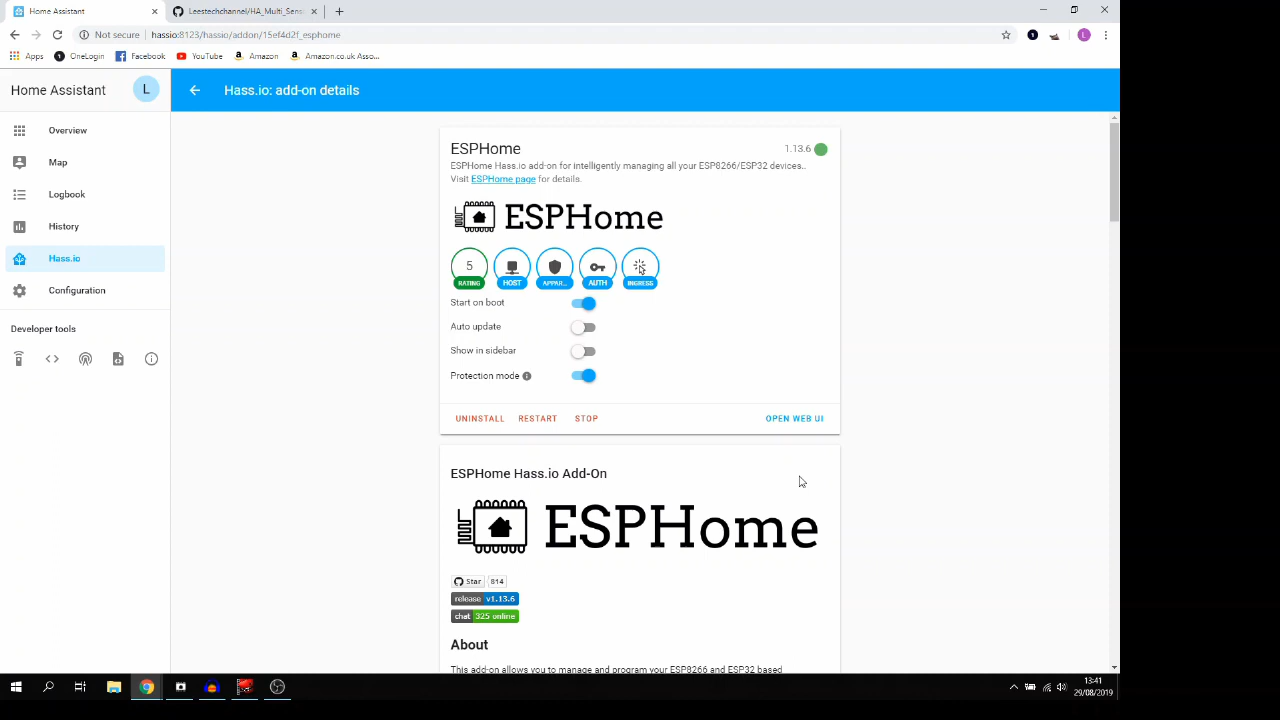 Home Assistant
Leestechchannel/HA_Multi_Sens
Not secure
hassio:8123/hassio/addon/15ef4d2f_esphome
Apps
OneLogin
Facebook
YouTube
Amazon
Amazon.co.uk Asso...
Home Assistant
L
Hass.io: add-on details
Overview
Map
Logbook
History
Hass.io
Configuration
Developer tools
ESPHome
1.13.6
ESPHome Hass.io add-on for intelligently managing all your ESP8266/ESP32 devices..
Visit ESPHome page for details.
ESPHome
5
RATING
HOST
APPAR...
AUTH
INGRESS
Start on boot
Auto update
Show in sidebar
Protection mode
UNINSTALL
RESTART
STOP
OPEN WEB UI
ESPHome Hass.io Add-On
ESPHome
Star 814
release v1.13.6
chat 325 online
About
This add-on allows you to manage and program your ESP8266 and ESP32 based
13:41
29/08/2019